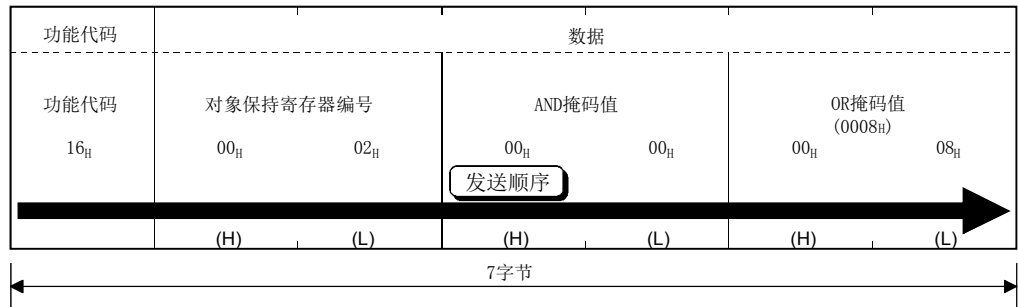 功能代码 数据
功能代码 对象保持寄存器编号 AND掩码值 OR掩码值
(0008H)
16H 00H 02H 00H 00H 00H 08H
发送顺序
(H) (L) (H) (L) (H) (L)
7字节